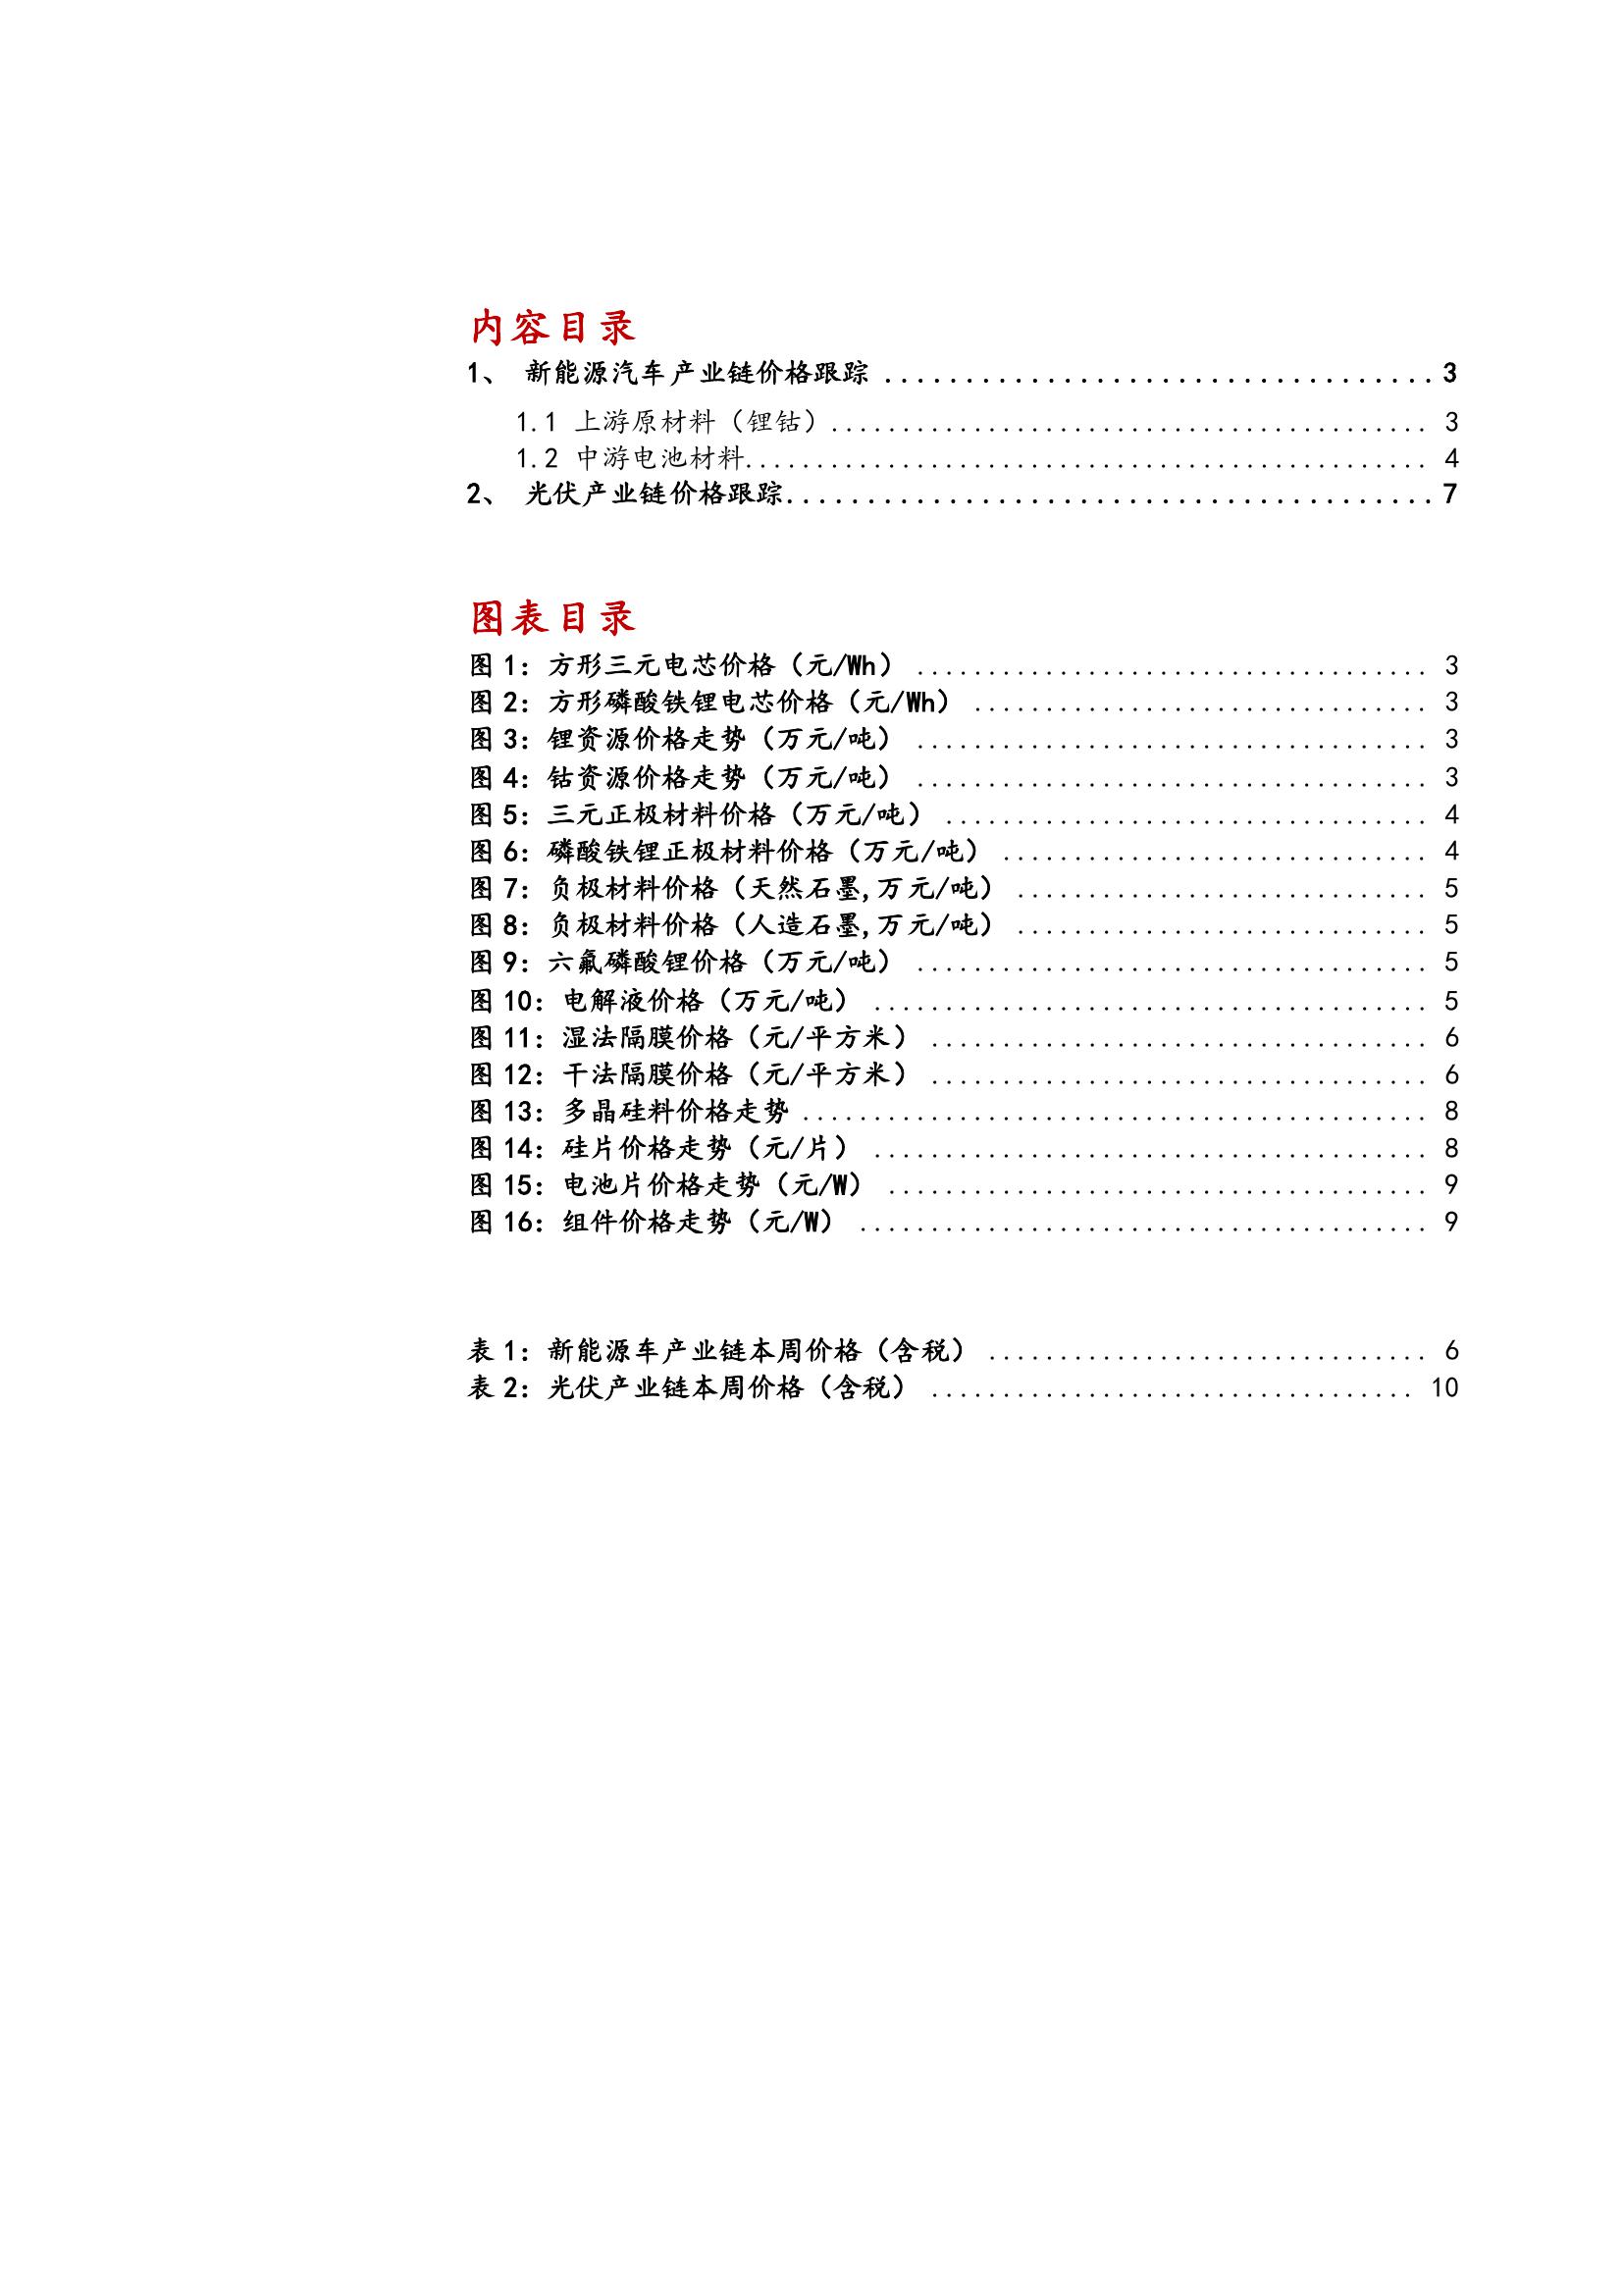 内容目录
1、 新能源汽车产业链价格跟踪 ................................ 3
1.1 上游原材料（锂钴）.......................................... 3
1.2 中游电池材料................................................ 4
2、 光伏产业链价格跟踪...................................... 7
图表目录
图 1：方形三元电芯价格（元/Wh） .................................... 3
图 2：方形磷酸铁锂电芯价格（元/Wh） ................................ 3
图 3：锂资源价格走势（万元/吨） .................................... 3
图 4：钴资源价格走势（万元/吨） .................................... 3
图 5：三元正极材料价格（万元/吨） .................................. 4
图 6：磷酸铁锂正极材料价格（万元/吨） .............................. 4
图 7：负极材料价格（天然石墨,万元/吨） ............................. 5
图 8：负极材料价格（人造石墨,万元/吨） ............................. 5
图 9：六氟磷酸锂价格（万元/吨） .................................... 5
图 10：电解液价格（万元/吨） ....................................... 5
图 11：湿法隔膜价格（元/平方米） ................................... 6
图 12：干法隔膜价格（元/平方米） ................................... 6
图 13：多晶硅料价格走势 ............................................ 8
图 14：硅片价格走势（元/片） ....................................... 8
图 15：电池片价格走势（元/W） ...................................... 9
图 16：组件价格走势（元/W） ........................................ 9
表 1：新能源车产业链本周价格（含税） ............................... 6
表 2：光伏产业链本周价格（含税） .................................. 10